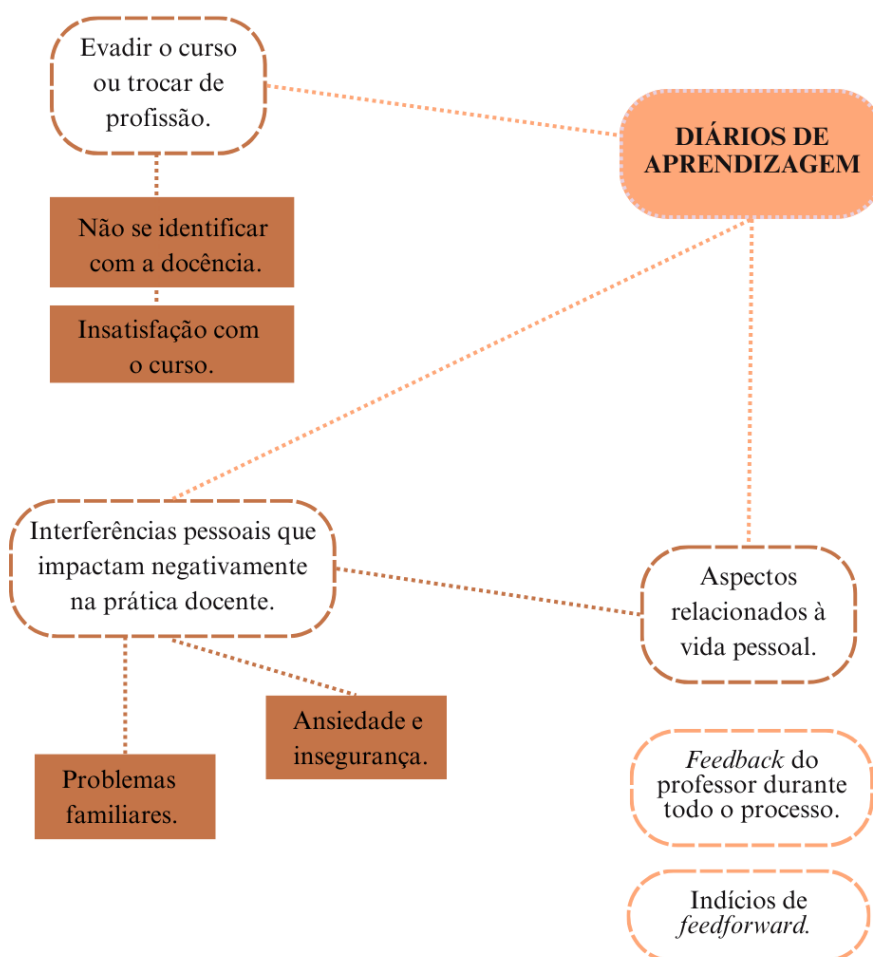 Evadir o curso
ou trocar de
profissão.
DIÁRIOS DE
APRENDIZAGEM
Não se identificar
com a docência.
Insatisfação com
o curso.
Interferências pessoais que
impactam negativamente
na prática docente.
Aspectos
relacionados à
vida pessoal.
Ansiedade e
insegurança.
Problemas
familiares.
Feedback do
professor durante
todo o processo.
Indícios de
feedforward.